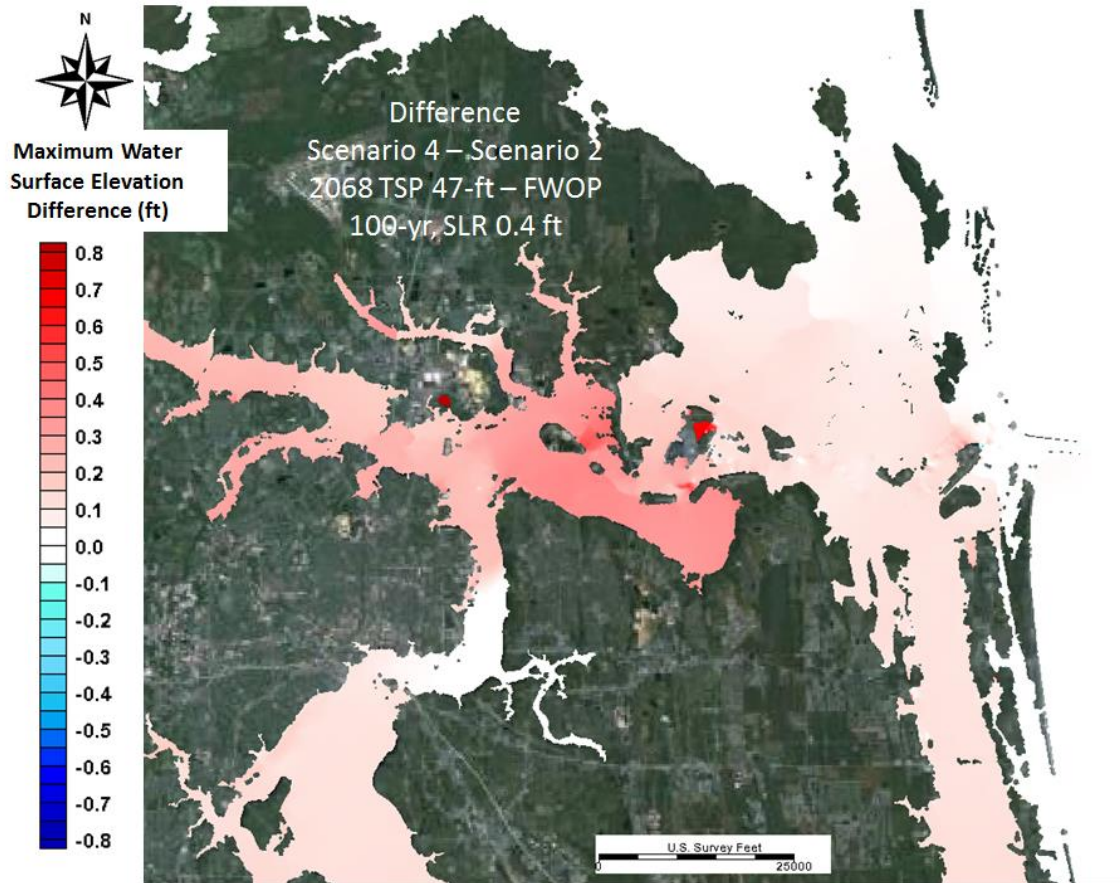 N
Maximum Water
Surface Elevation
Difference (ft)
0.8
0.7
0.6
0.5
0.4
0.3
0.2
0.1
0.0
-0.1
-0.2
-0.3
-0.4
-0.5
-0.6
-0.7
-0.8
Difference
Scenario 4 – Scenario 2
2068 TSP 47-ft – FWOP
100-yr, SLR 0.4 ft
U.S. Survey Feet
0 25000